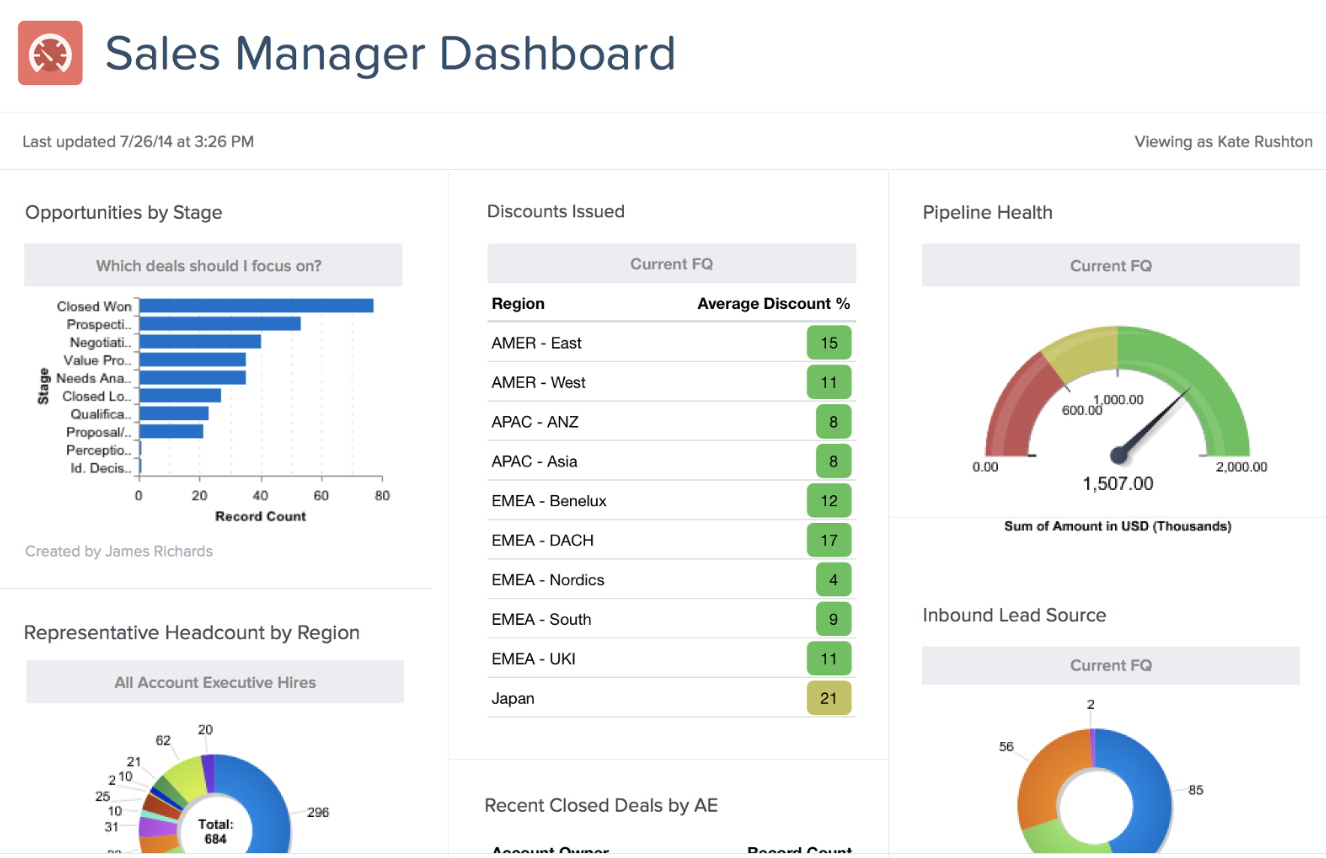 Sales Manager Dashboard
Last updated 7/26/14 at 3:26 PM
Viewing as Kate Rushton
Opportunities by Stage
Which deals should I focus on?
Stage
Closed Won
Prospecti..
Negotiati..
Value Pro..
Needs Ana..
Closed Lo..
Qualifica..
Proposal/..
Perceptio..
Id. Decis..
0 20 40 60 80
Record Count
Created by James Richards
Representative Headcount by Region
All Account Executive Hires
20
62
21
10
2
25
10
31
296
Total:
684
Discounts Issued
Current FQ
Region Average Discount %
AMER - East 15
AMER - West 11
APAC - ANZ 8
APAC - Asia 8
EMEA - Benelux 12
EMEA - DACH 17
EMEA - Nordics 4
EMEA - South 9
EMEA - UKI 11
Japan 21
Recent Closed Deals by AE
Account Owner Record Count
Pipeline Health
Current FQ
1,000.00
600.00
0.00 2,000.00
1,507.00
Sum of Amount in USD (Thousands)
Inbound Lead Source
Current FQ
2
56
85